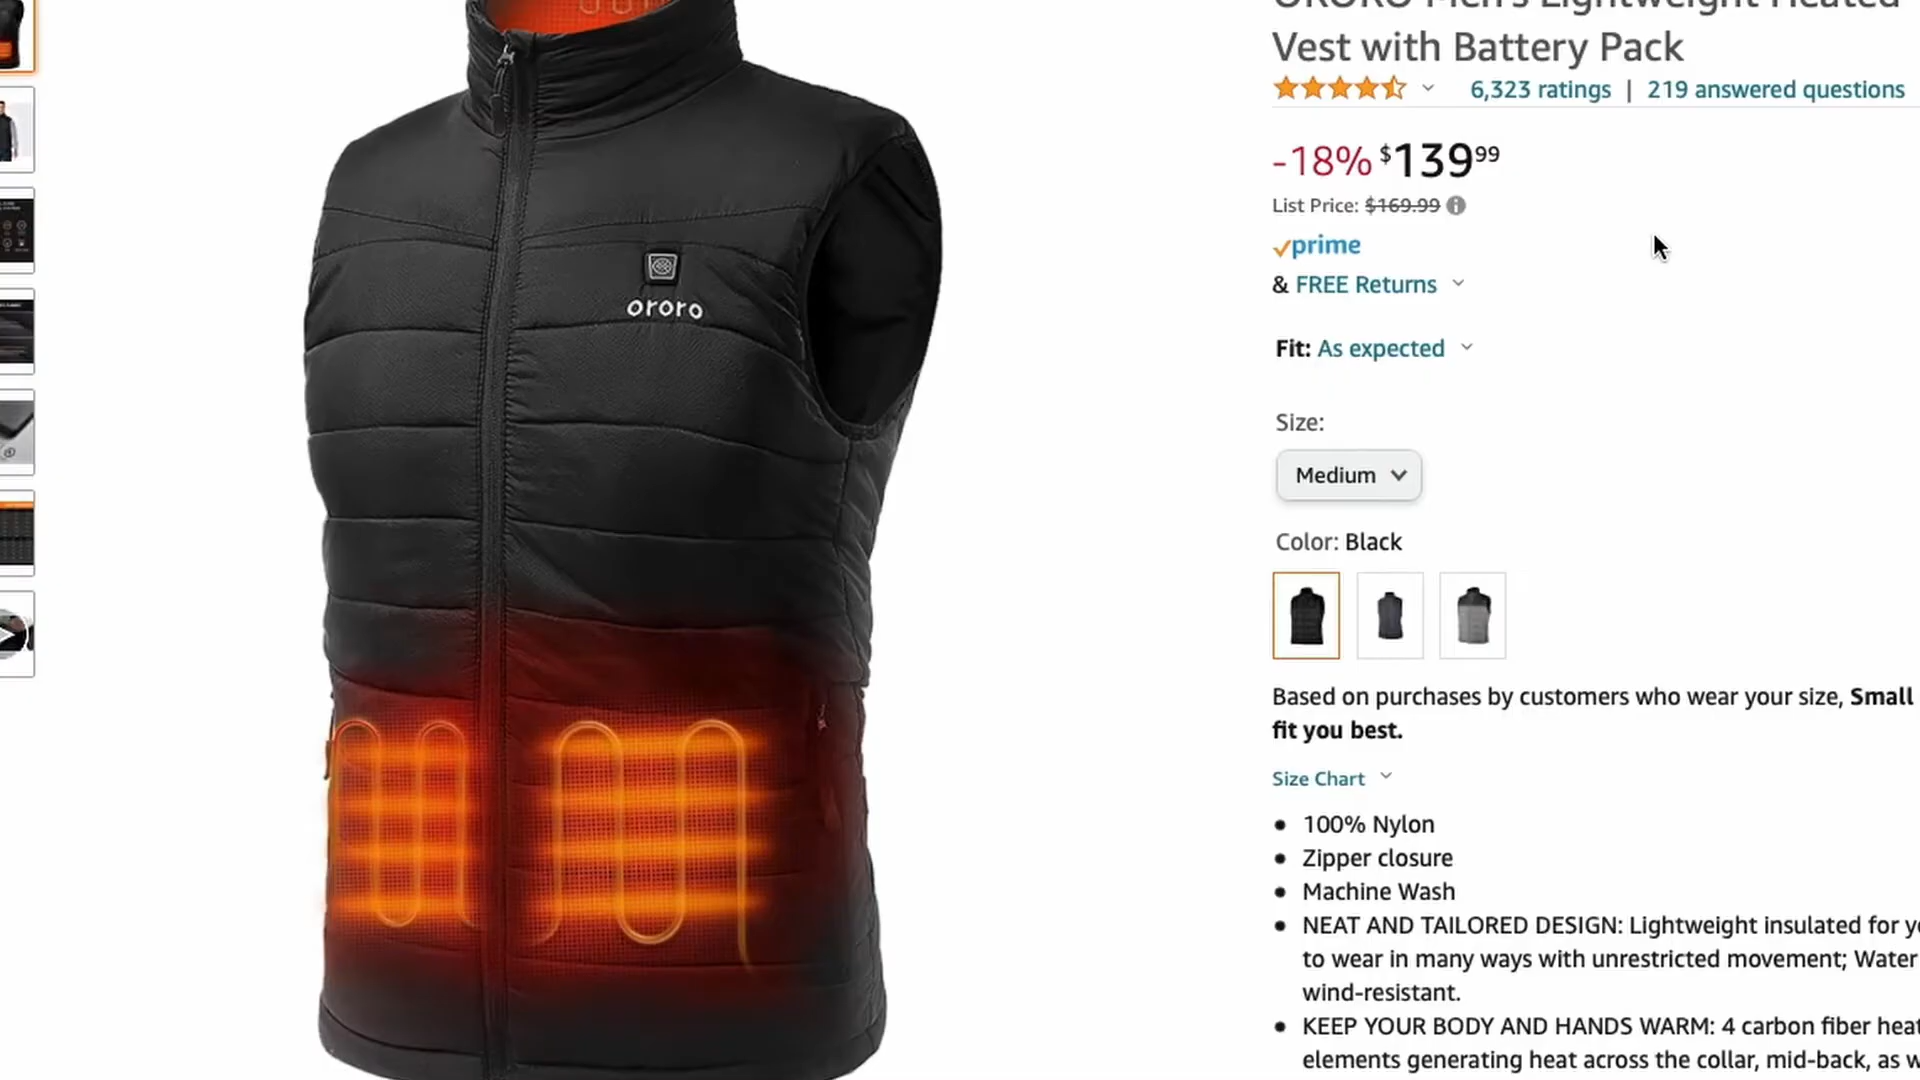 ORORO Men's Lightweight Heated
Vest with Battery Pack
6,323 ratings | 219 answered questions
-18% $139 99
List Price: $169.99
prime
& FREE Returns
Fit: As expected
ororo
Size:
Medium
Color: Black
Based on purchases by customers who wear your size, Small
fit you best.
Size Chart
• 100% Nylon
• Zipper closure
• Machine Wash
• NEAT AND TAILORED DESIGN: Lightweight insulated for
to wear in many ways with unrestricted movement; Water
wind-resistant.
• KEEP YOUR BODY AND HANDS WARM: 4 carbon fiber
elements generating heat across the collar, mid-back, as